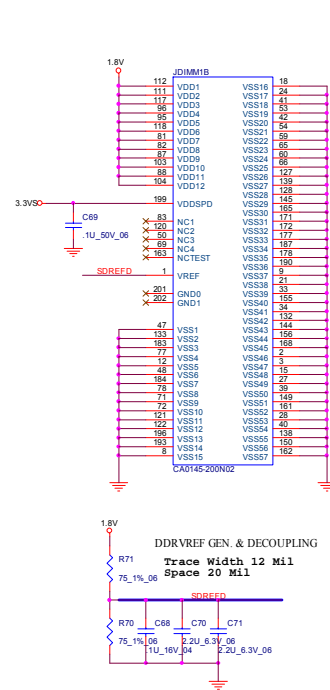 1.8V
JDIMM1B
112 VDD1 VSS16 18
111 VDD2 VSS17 24
117 VDD3 VSS18 41
96 VDD4 VSS19 53
95 VDD5 VSS20 42
118 VDD6 VSS21 54
81 VDD7 VSS22 59
82 VDD8 VSS23 65
87 VDD9 VSS24 60
103 VDD10 VSS25 66
88 VDD11 VSS26 127
104 VDD12 VSS27 139
VSS28 128
3.3VS 199 VDDSPD VSS29 145
VSS30 165
83 NC1 VSS31 171
C69 120 NC2 VSS32 172
.1U_50V_06 50 NC3 VSS33 177
69 NC4 VSS34 187
163 NCTEST VSS35 178
VSS36 190
SDREFD 1 VREF VSS37 9
VSS38 21
201 GND0 VSS39 33
202 GND1 VSS40 155
VSS41 34
VSS42 132
47 VSS1 VSS43 144
133 VSS2 VSS44 156
183 VSS3 VSS45 168
77 VSS4 VSS46 2
12 VSS5 VSS47 3
48 VSS6 VSS48 15
184 VSS7 VSS49 27
78 VSS8 VSS50 39
71 VSS9 VSS51 149
72 VSS10 VSS52 161
121 VSS11 VSS53 28
122 VSS12 VSS54 40
196 VSS13 VSS55 138
193 VSS14 VSS56 150
8 VSS15 VSS57 162
CA0145-200N02
1.8V
DDRVREF GEN. & DECOUPLING
R71
75_1%_06
Trace Width 12 Mil
Space 20 Mil
SDREFD
R70 C68 C70 C71
75_1%_06 .1U_16V_04 2.2U_6.3V_06 2.2U_6.3V_06